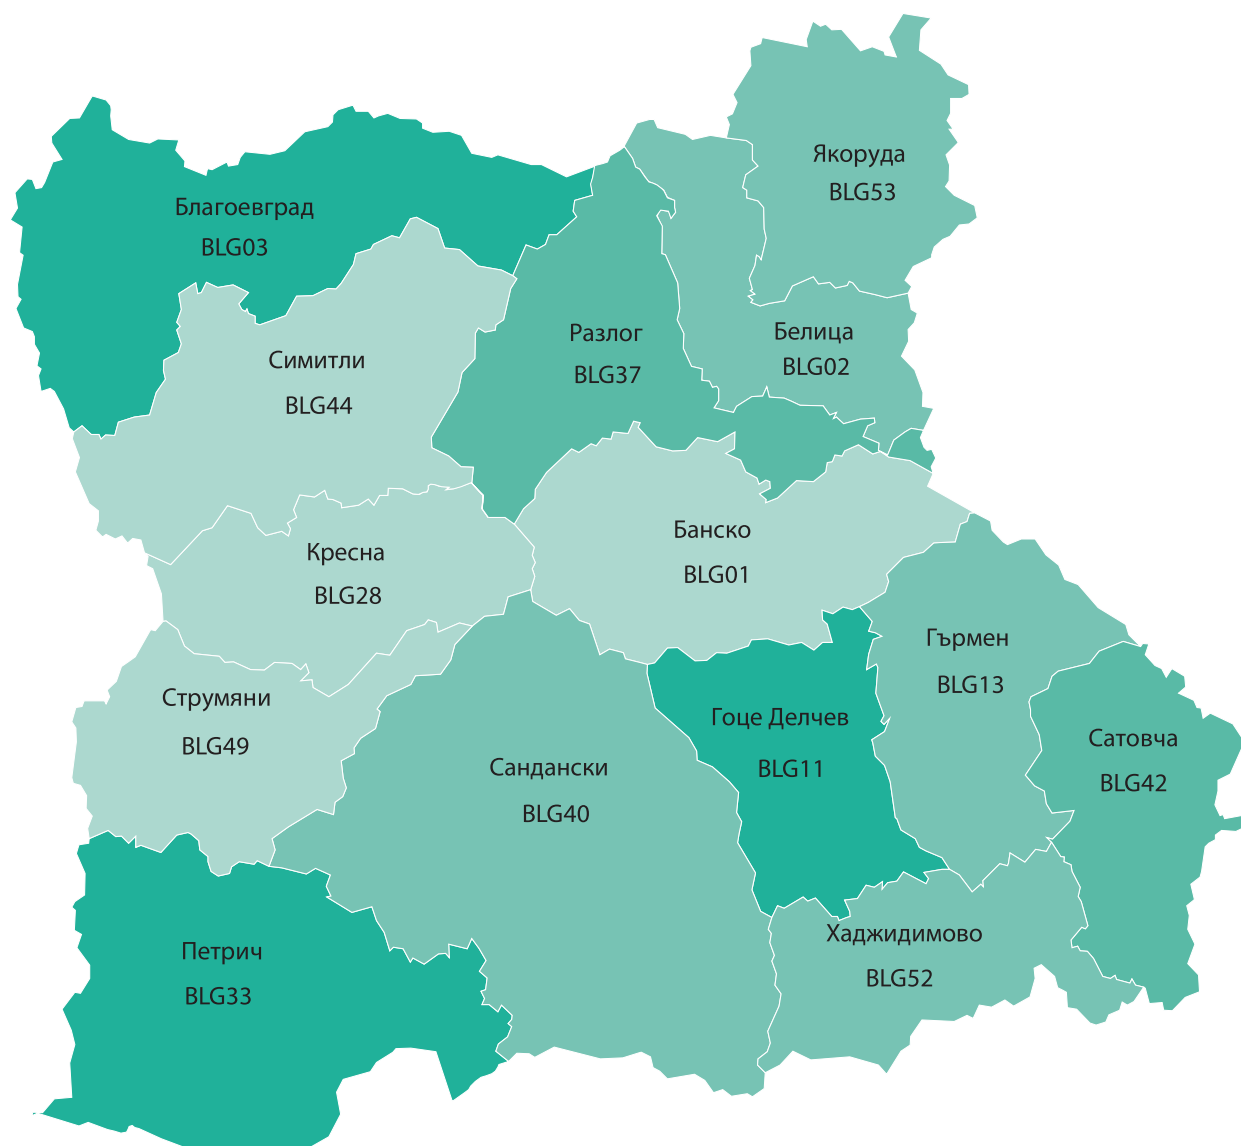 Якоруда
BLG53
Благоевград
BLG03
Разлог
BLG37
Белица
BLG02
Симитли
BLG44
Банско
BLG01
Кресна
BLG28
Гърмен
BLG13
Струмяни
BLG49
Гоце Делчев
BLG11
Сатовча
BLG42
Сандански
BLG40
Хаджидимово
BLG52
Петрич
BLG33